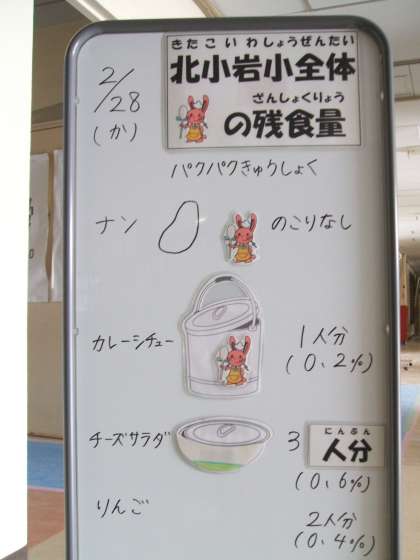 きたこいわしょうぜんたい
北小岩小全体
ざんしょくりょう
の残食量
2/28
(か)
パクパクきゅうしょく
ナン
のこりなし
カレーシチュー
1人分
(0.2%)
チーズサラダ
にんぶん
3人分
(0.6%)
りんご
2人分
(0.4%)